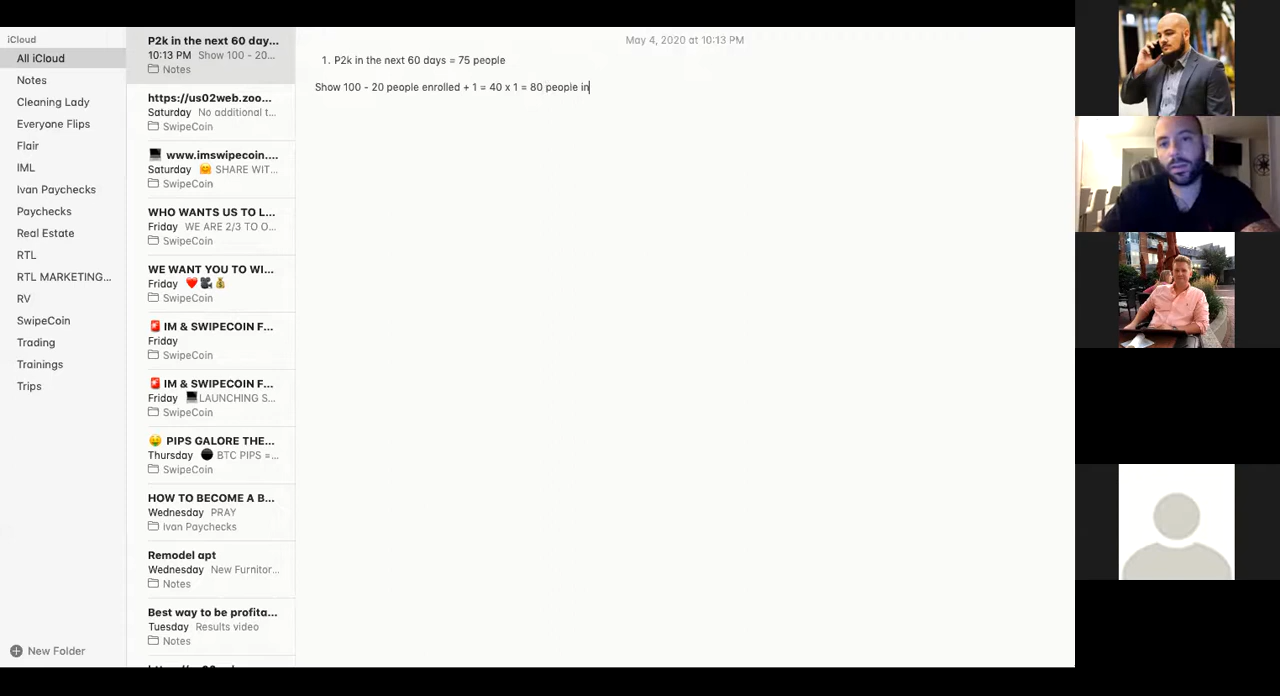 iCloud
All iCloud
Notes
Cleaning Lady
Everyone Flips
Flair
IML
Ivan Paychecks
Paychecks
Real Estate
RTL
RTL MARKETING...
RV
SwipeCoin
Trading
Trainings
Trips
New Folder
P2k in the next 60 day...
10:13 PM Show 100 - 20...
Notes
https://us02web.zoo...
Saturday No additional t...
SwipeCoin
www.imswipecoin....
Saturday 🤗 SHARE WIT...
SwipeCoin
WHO WANTS US TO L...
Friday WE ARE 2/3 TO O...
SwipeCoin
WE WANT YOU TO WI...
Friday ❤️🎥💰
SwipeCoin
🚨 IM & SWIPECOIN F...
Friday
SwipeCoin
🚨 IM & SWIPECOIN F...
Friday 💻LAUNCHING S...
SwipeCoin
🤑 PIPS GALORE THE...
Thursday 🌑 BTC PIPS =...
SwipeCoin
HOW TO BECOME A B...
Wednesday PRAY
Ivan Paychecks
Remodel apt
Wednesday New Furnitor...
Notes
Best way to be profita...
Tuesday Results video
Notes
May 4, 2020 at 10:13 PM
1. P2k in the next 60 days = 75 people
Show 100 - 20 people enrolled + 1 = 40 x 1 = 80 people in